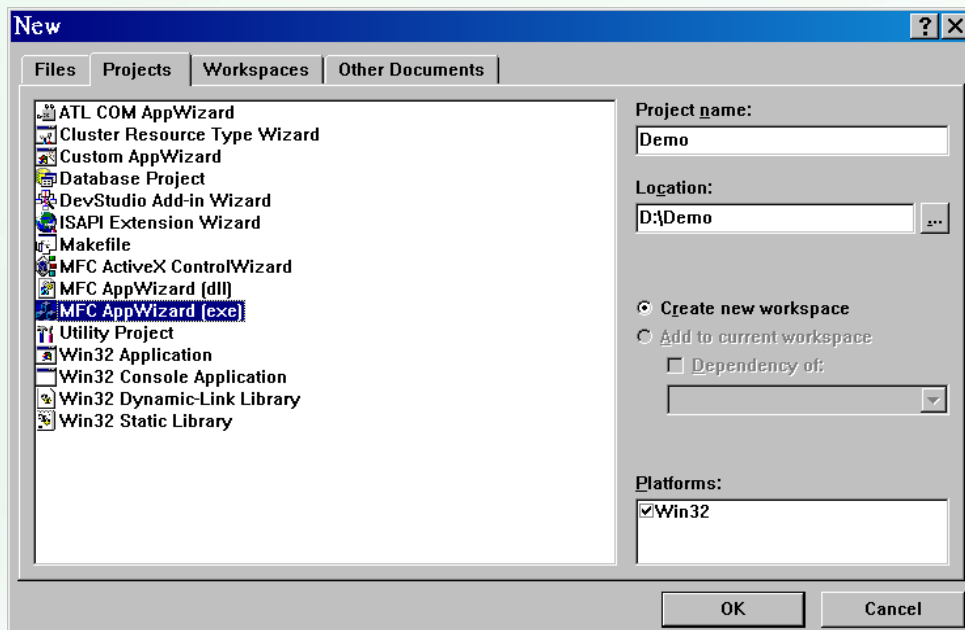 New
Files
Projects
Workspaces
Other Documents
ATL COM AppWizard
Cluster Resource Type Wizard
Custom AppWizard
Database Project
DevStudio Add-in Wizard
ISAPI Extension Wizard
Makefile
MFC ActiveX ControlWizard
MFC AppWizard (dll)
MFC AppWizard (exe)
Utility Project
Win32 Application
Win32 Console Application
Win32 Dynamic-Link Library
Win32 Static Library
Project name:
Demo
Location:
D:\Demo
...
Create new workspace
Add to current workspace
Dependency of:
Platforms:
Win32
OK
Cancel